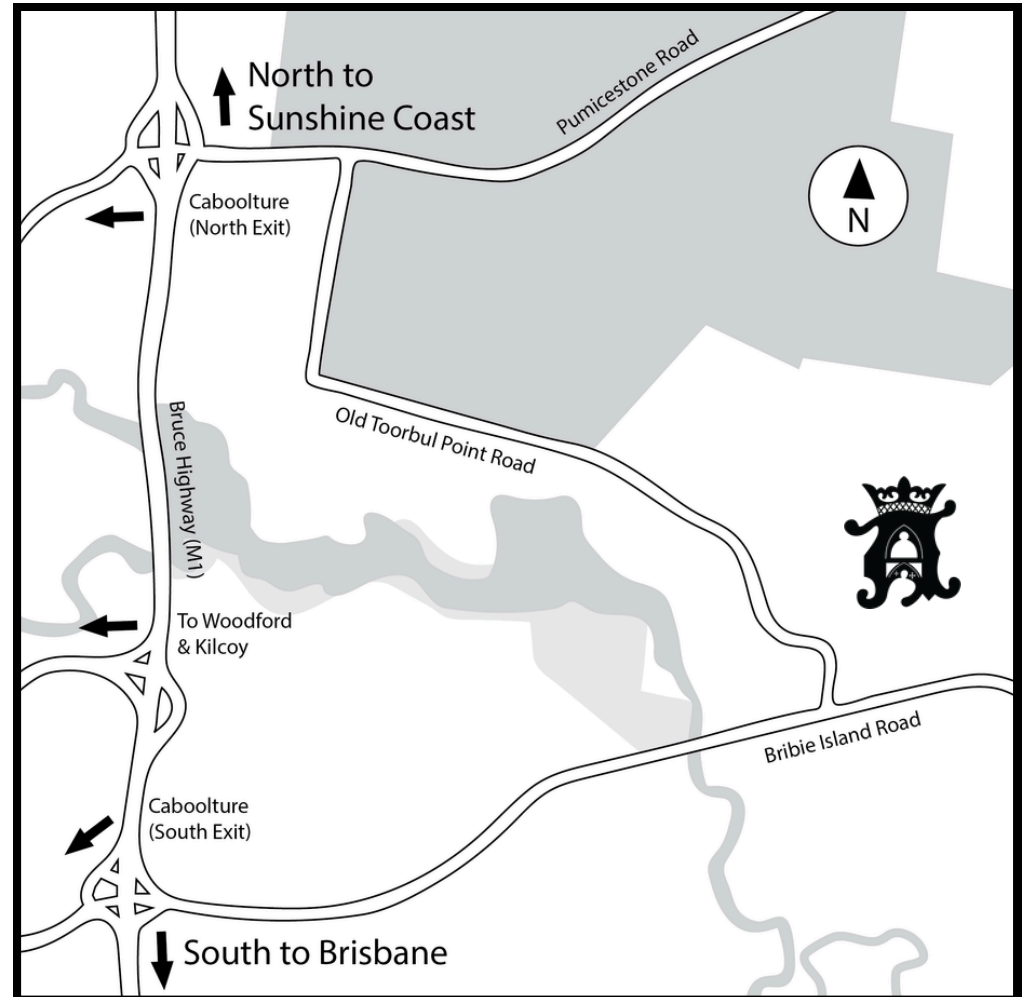 North to
Sunshine Coast
Pumicestone Road
Caboolture
(North Exit)
N
Bruce Highway (M1)
Old Toorbul Point Road
To Woodford
& Kilcoy
Bribie Island Road
Caboolture
(South Exit)
South to Brisbane